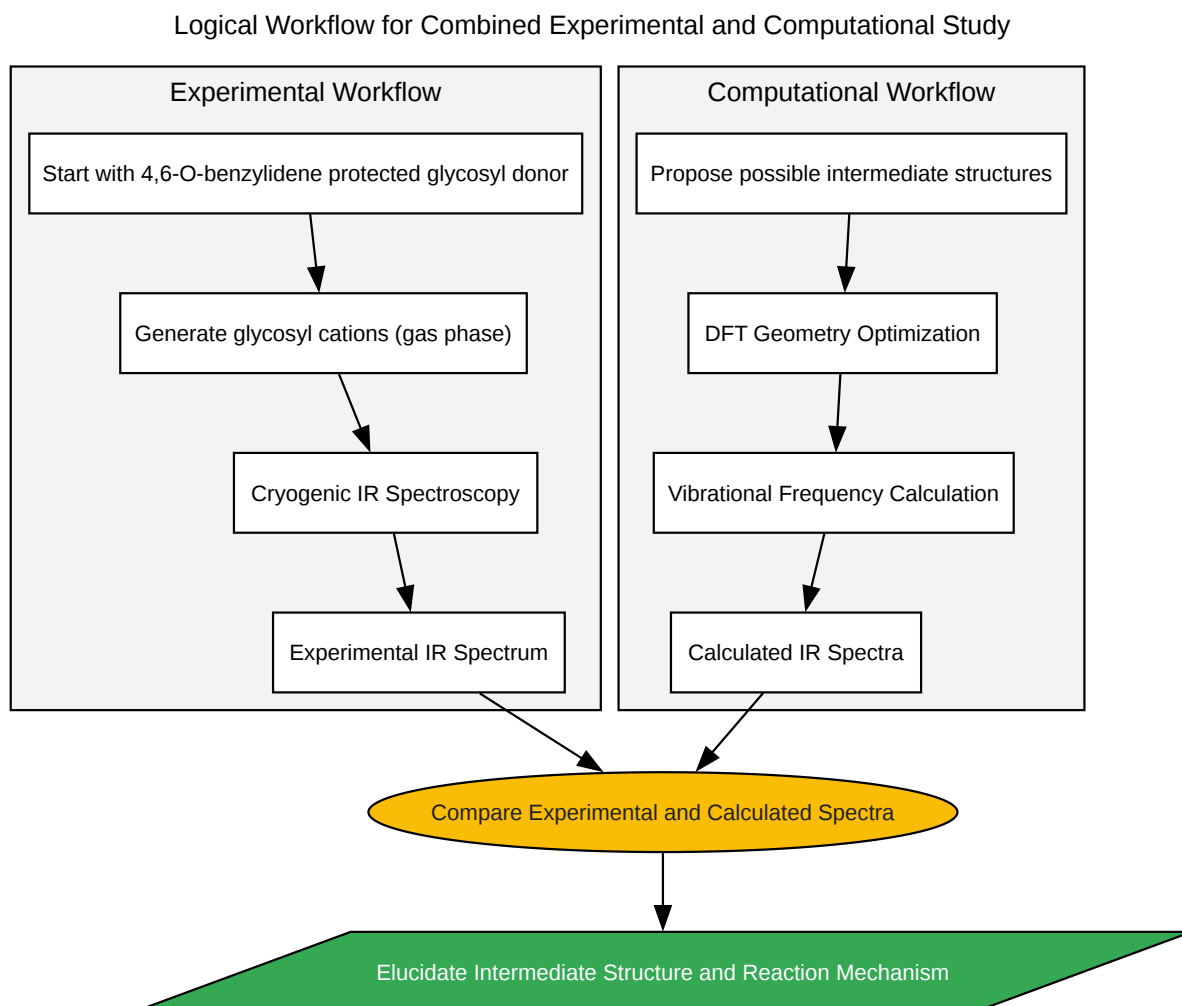 Logical Workflow for Combined Experimental and Computational Study
Experimental Workflow
Start with 4,6-O-benzylidene protected glycosyl donor
Generate glycosyl cations (gas phase)
Cryogenic IR Spectroscopy
Experimental IR Spectrum
Computational Workflow
Propose possible intermediate structures
DFT Geometry Optimization
Vibrational Frequency Calculation
Calculated IR Spectra
Compare Experimental and Calculated Spectra
Elucidate Intermediate Structure and Reaction Mechanism